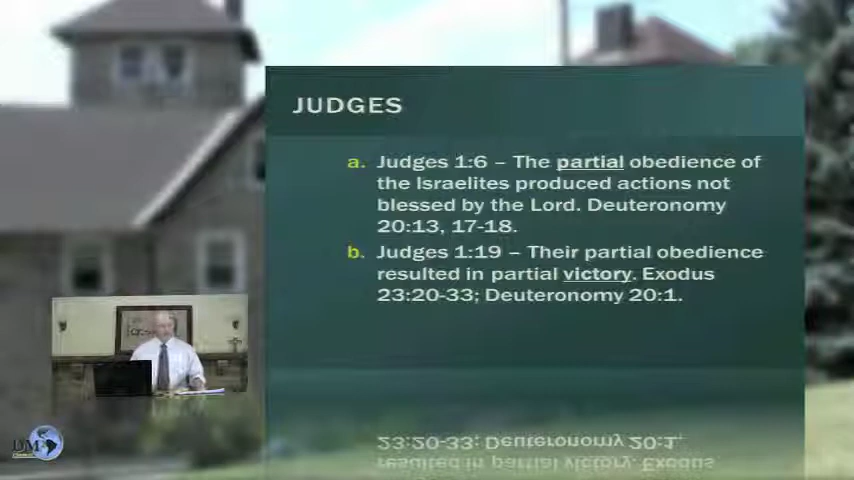 JUDGES
a. Judges 1:6 – The partial obedience of
the Israelites produced actions not
blessed by the Lord. Deuteronomy
20:13, 17-18.
b. Judges 1:19 – Their partial obedience
resulted in partial victory. Exodus
23:20-33; Deuteronomy 20:1.
DM